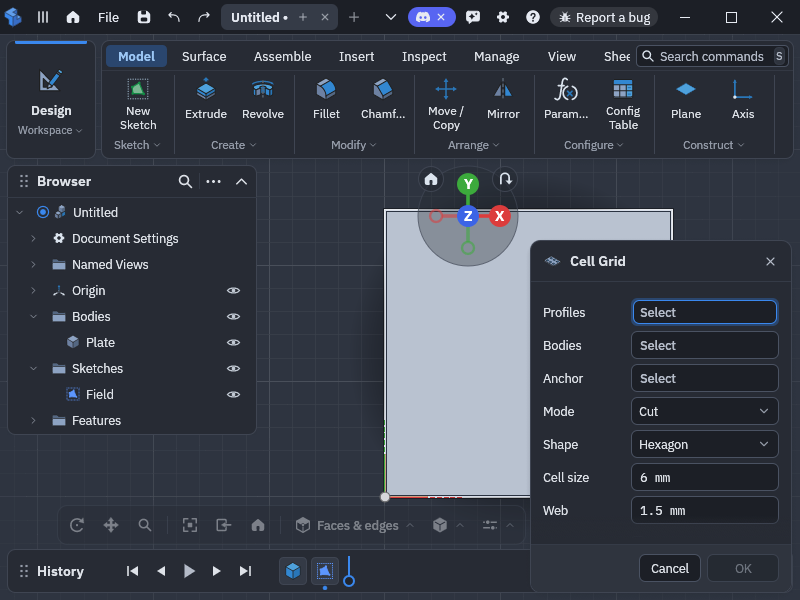 File
Untitled •
Report a bug
Design
Workspace
Model
Surface
Assemble
Insert
Inspect
Manage
View
Shee
Search commands
S
New Sketch
Extrude
Revolve
Fillet
Chamf...
Move / Copy
Mirror
Param...
Config Table
Plane
Axis
Sketch
Create
Modify
Arrange
Configure
Construct
Browser
Untitled
Document Settings
Named Views
Origin
Bodies
Plate
Sketches
Field
Features
Y
Z
X
Cell Grid
Profiles
Select
Bodies
Select
Anchor
Select
Mode
Cut
Shape
Hexagon
Cell size
6 mm
Web
1.5 mm
Cancel
OK
Faces & edges
History